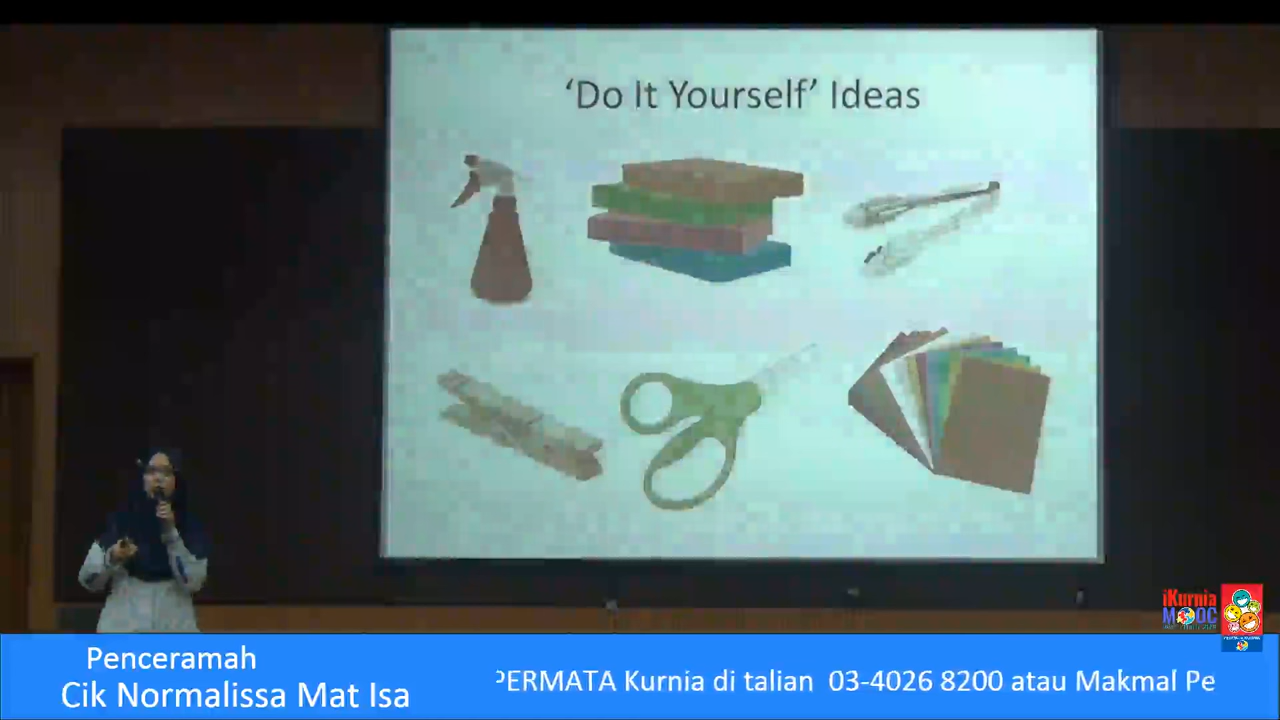 'Do It Yourself' Ideas
iKurnia
MOOC
Penceramah
Cik Normalissa Mat Isa
PERMATA Kurnia di talian 03-4026 8200 atau Makmal Pe